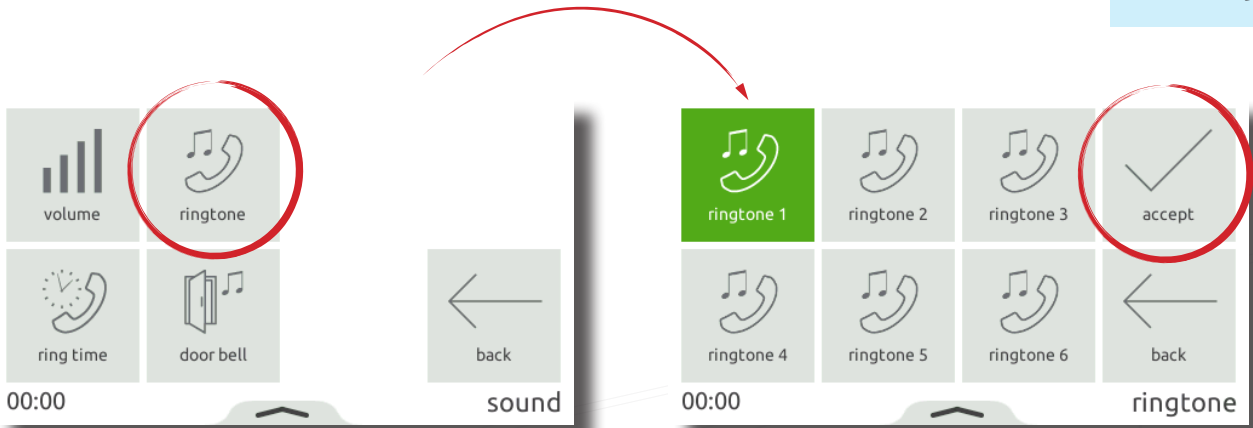 volume
ringtone
ring time
door bell
back
00:00
sound
ringtone 1
ringtone 2
ringtone 3
accept
ringtone 4
ringtone 5
ringtone 6
back
00:00
ringtone